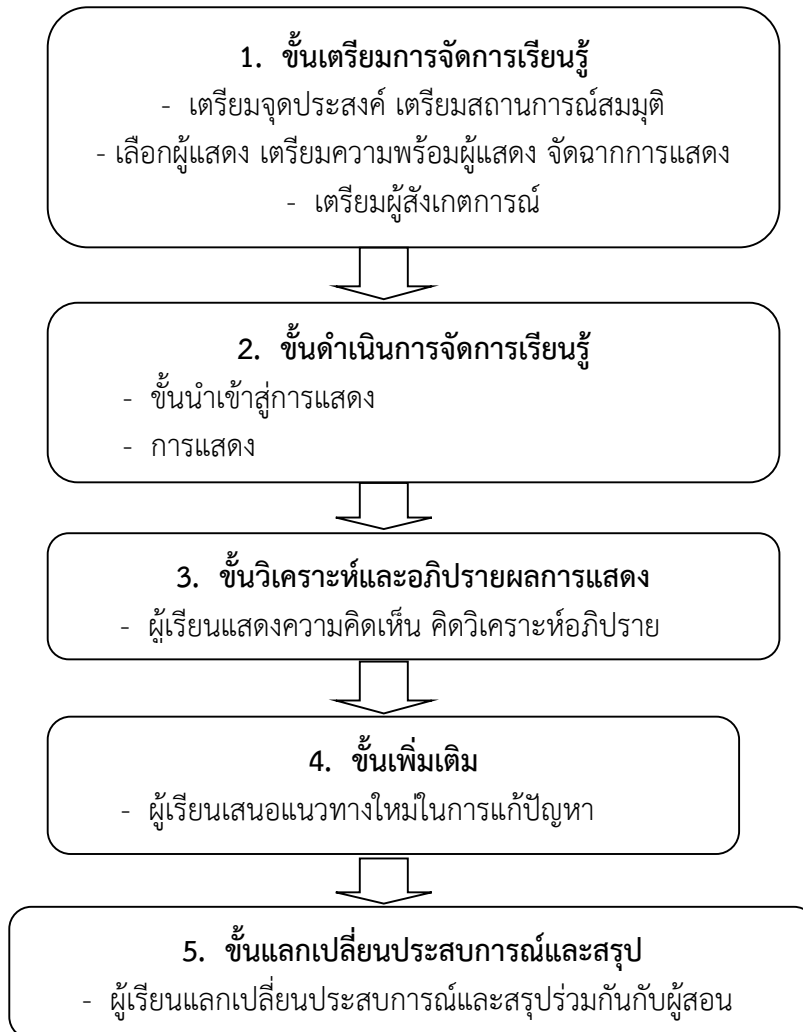 1. ขั้นเตรียมการจัดการเรียนรู้
- เตรียมจุดประสงค์ เตรียมสถานการณ์สมมุติ
- เลือกผู้แสดง เตรียมความพร้อมผู้แสดง จัดฉากการแสดง
- เตรียมผู้สังเกตการณ์
2. ขั้นดำเนินการจัดการเรียนรู้
- ขั้นนำเข้าสู่การแสดง
- การแสดง
3. ขั้นวิเคราะห์และอภิปรายผลการแสดง
- ผู้เรียนแสดงความคิดเห็น คิดวิเคราะห์อภิปราย
4. ขั้นเพิ่มเติม
- ผู้เรียนเสนอแนวทางใหม่ในการแก้ปัญหา
5. ขั้นแลกเปลี่ยนประสบการณ์และสรุป
- ผู้เรียนแลกเปลี่ยนประสบการณ์และสรุปร่วมกันกับผู้สอน